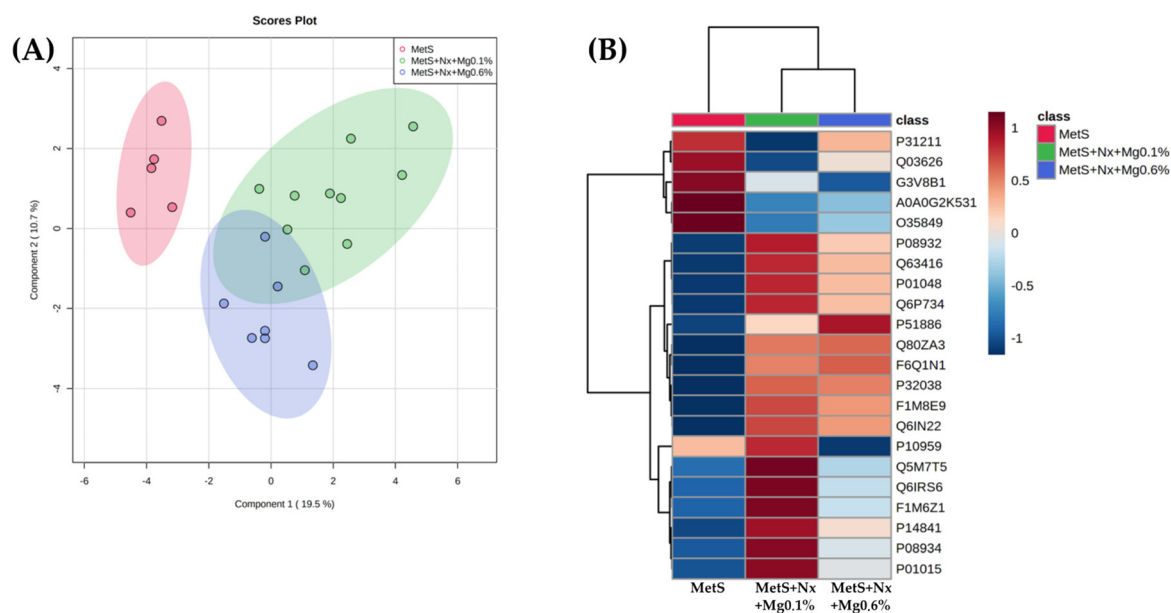 (A)
Scores Plot
MetS
MetS+Nx+Mg0.1%
MetS+Nx+Mg0.6%
Component 2 ( 10.7 %)
4
2
0
-2
-4
-6
-4
-2
0
2
4
6
Component 1 ( 19.5 %)
(B)
class
P31211
Q03626
G3V8B1
A0A0G2K531
O35849
P08932
Q63416
P01048
Q6P734
P51886
Q80ZA3
F6Q1N1
P32038
F1M8E9
Q6IN22
P10959
Q5M7T5
Q6IRS6
F1M6Z1
P14841
P08934
P01015
MetS
MetS+Nx
+Mg0.1%
MetS+Nx
+Mg0.6%
1
0.5
0
-0.5
-1
class
MetS
MetS+Nx+Mg0.1%
MetS+Nx+Mg0.6%